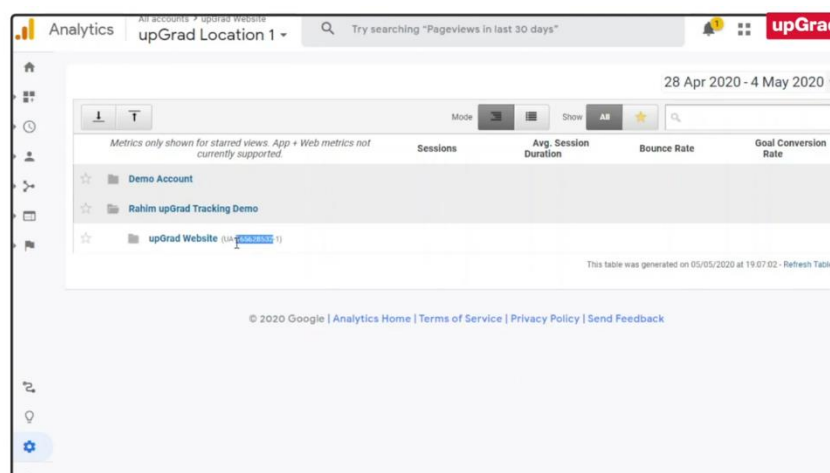 All accounts > upGrad Website
Analytics
upGrad Location 1
Try searching “Pageviews in last 30 days”
1
upGrad
28 Apr 2020 - 4 May 2020
Mode
Show
All
Metrics only shown for starred views. App + Web metrics not
currently supported.
Sessions
Avg. Session
Duration
Bounce Rate
Goal Conversion
Rate
Demo Account
Rahim upGrad Tracking Demo
upGrad Website
This table was generated on 05/05/2020 at 19:07:02 - Refresh Table
© 2020 Google | Analytics Home | Terms of Service | Privacy Policy | Send Feedback